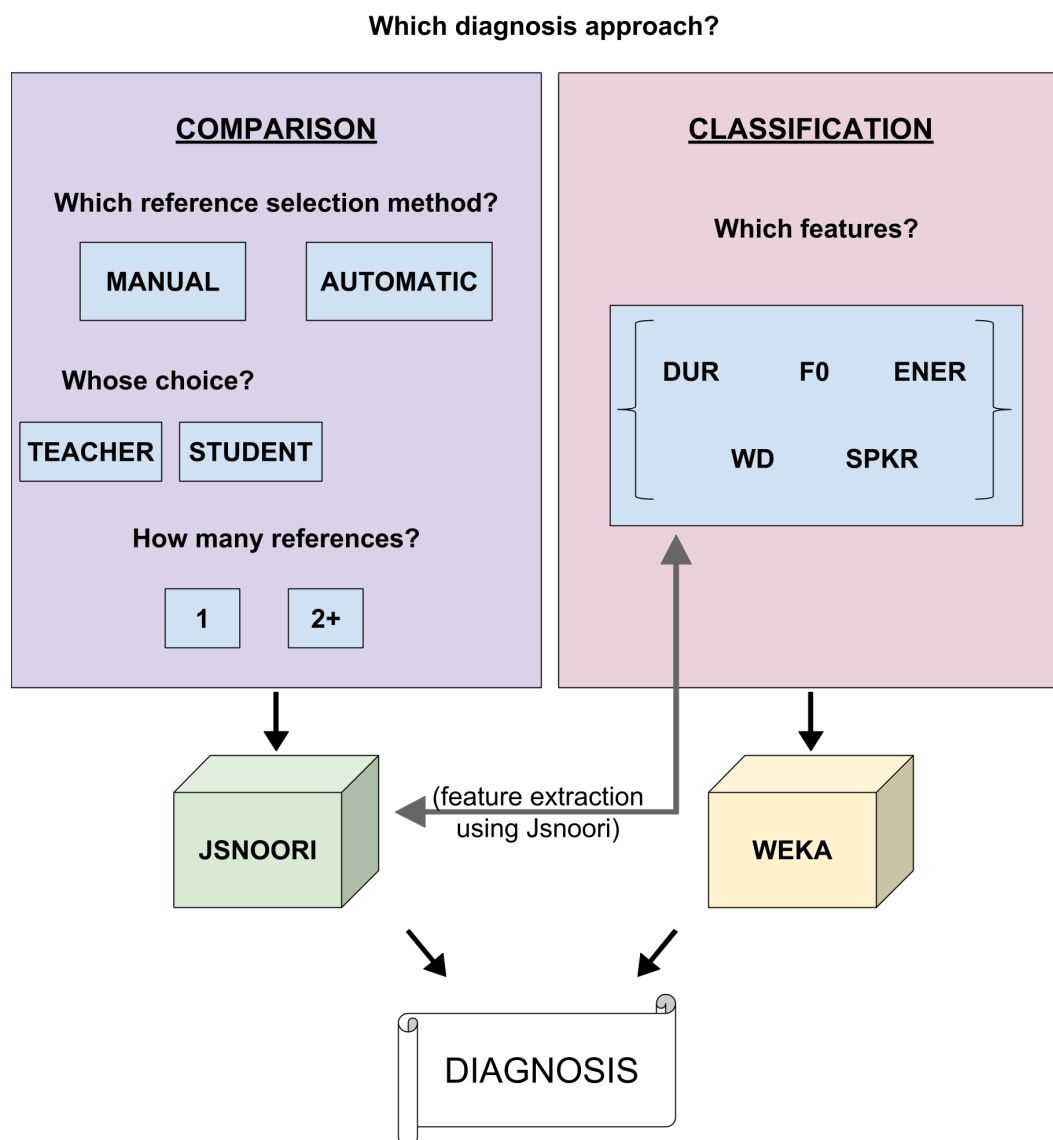 Which diagnosis approach?
COMPARISON
Which reference selection method?
MANUAL
AUTOMATIC
Whose choice?
TEACHER
STUDENT
How many references?
1
2+
CLASSIFICATION
Which features?
DUR
F0
ENER
WD
SPKR
JSNOORI
(feature extraction
using Jsnoori)
WEKA
DIAGNOSIS